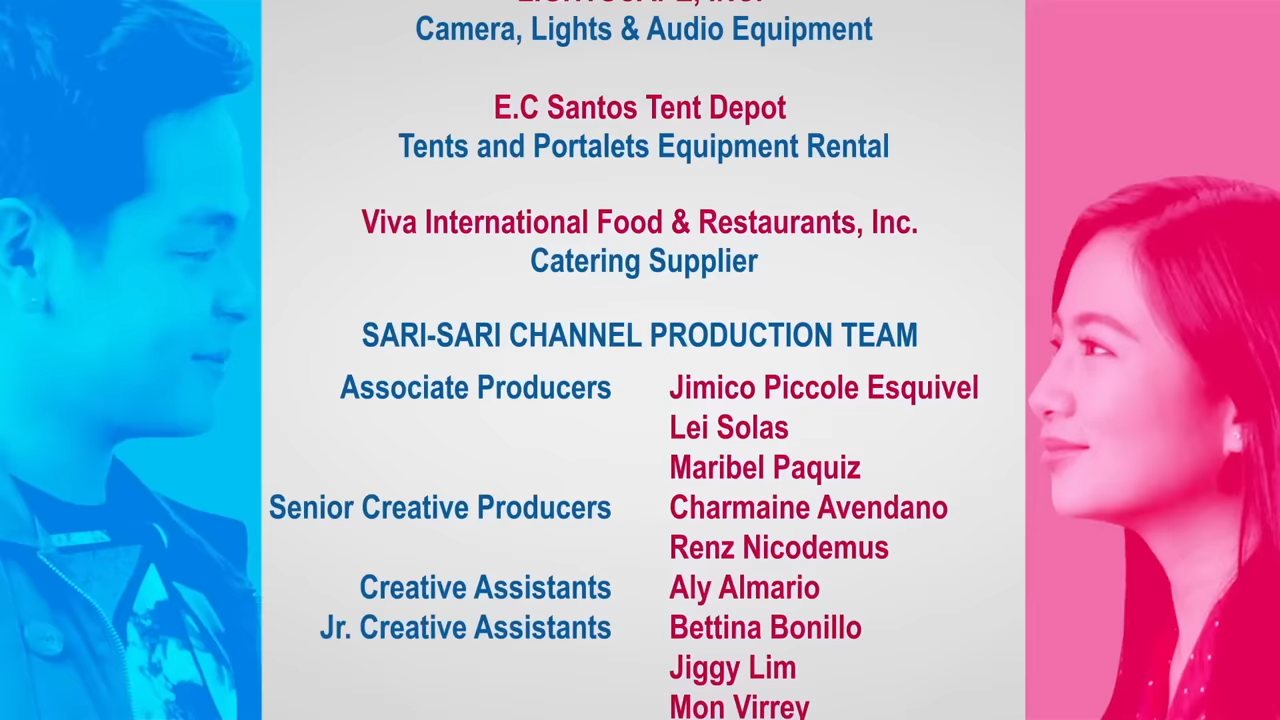 Camera, Lights & Audio Equipment
E.C Santos Tent Depot
Tents and Portalets Equipment Rental
Viva International Food & Restaurants, Inc.
Catering Supplier
SARI-SARI CHANNEL PRODUCTION TEAM
Associate Producers Jimico Piccole Esquivel
Lei Solas
Maribel Paquiz
Senior Creative Producers Charmaine Avendano
Renz Nicodemus
Creative Assistants Aly Almario
Jr. Creative Assistants Bettina Bonillo
Jiggy Lim
Mon Virrey